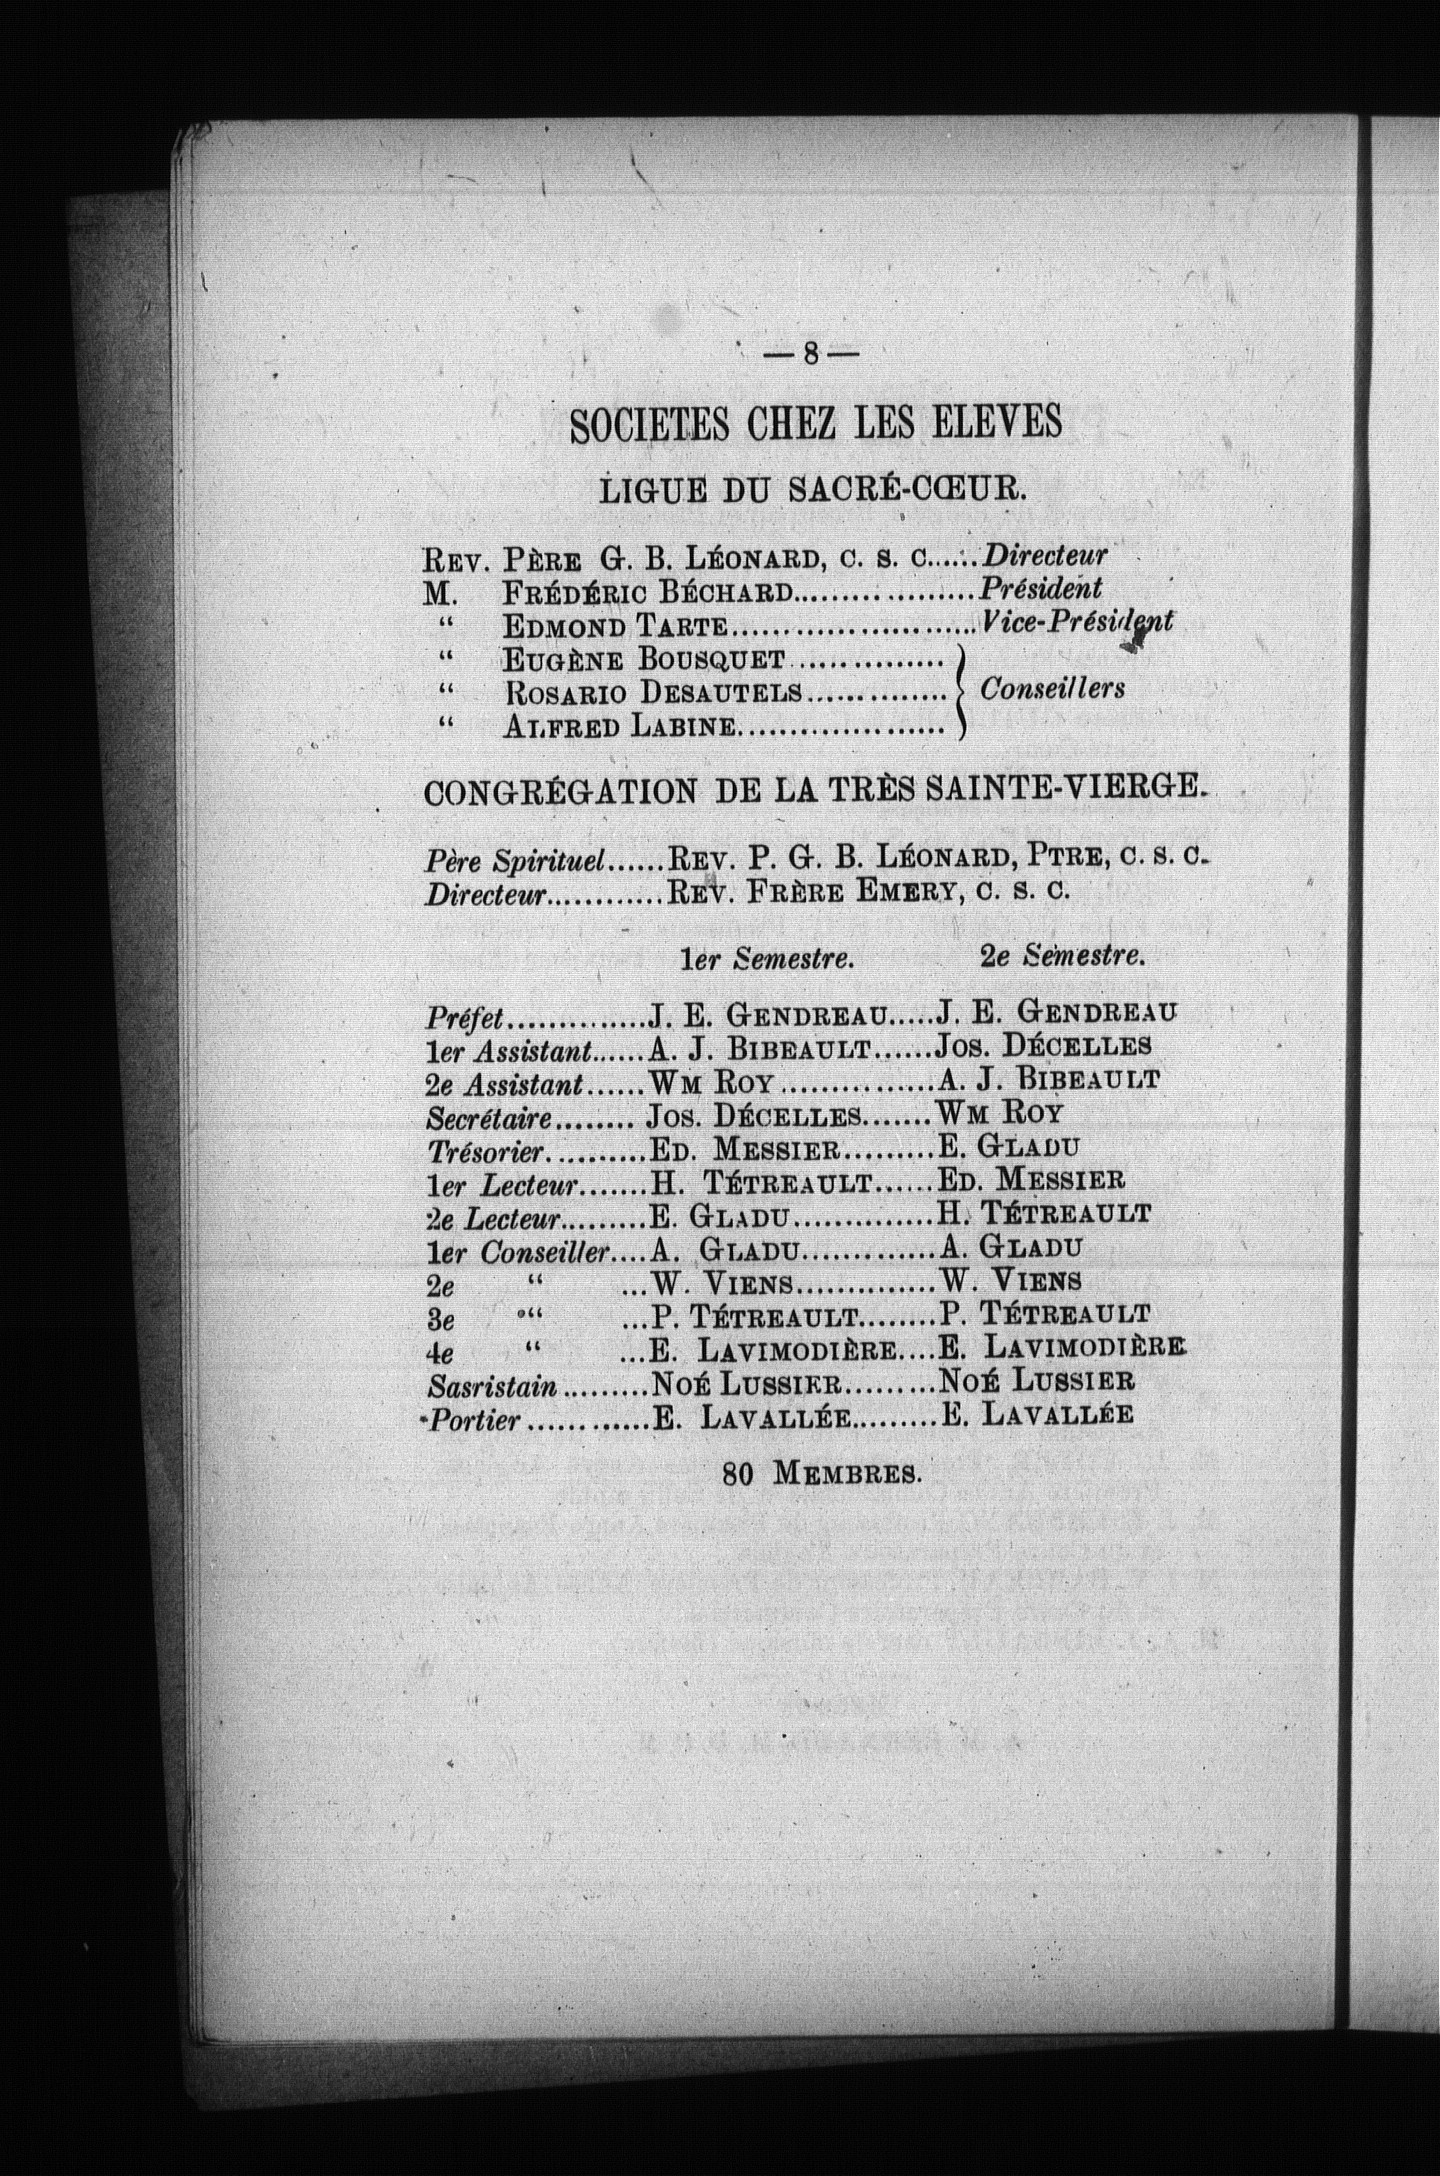 — 8 —
SOCIETES CHEZ LES ELEVES
LIGUE DU SACRÉ-CŒUR.
REV. PÈRE G. B. LÉONARD, C. S. C......Directeur
M. FRÉDÉRIC BÉCHARD..................Président
“ EDMOND TARTE........................Vice-Président
“ EUGÈNE BOUSQUET...............
“ ROSARIO DESAUTELS.............. } Conseillers
“ ALFRED LABINE....................
CONGRÉGATION DE LA TRÈS SAINTE-VIERGE.
Père Spirituel......REV. P. G. B. LÉONARD, PTRE, C. S. C.
Directeur............REV. FRÈRE EMERY, C. S. C.
1er Semestre. 2e Semestre.
Préfet..............J. E. GENDREAU.....J. E. GENDREAU
1er Assistant......A. J. BIBEAULT......JOS. DÉCELLES
2e Assistant......WM ROY...............A. J. BIBEAULT
Secrétaire........ JOS. DÉCELLES.......WM ROY
Trésorier..........ED. MESSIER.........E. GLADU
1er Lecteur.......H. TÉTREAULT......ED. MESSIER
2e Lecteur.........E. GLADU..............H. TÉTREAULT
1er Conseiller....A. GLADU.............A. GLADU
2e “ ...W. VIENS..............W. VIENS
3e “ ...P. TÉTREAULT........P. TÉTREAULT
4e “ ...E. LAVIMODIÈRE....E. LAVIMODIÈRE
Sasristain.........NOÉ LUSSIER.........NOÉ LUSSIER
Portier............E. LAVALLÉE.........E. LAVALLÉE
80 MEMBRES.